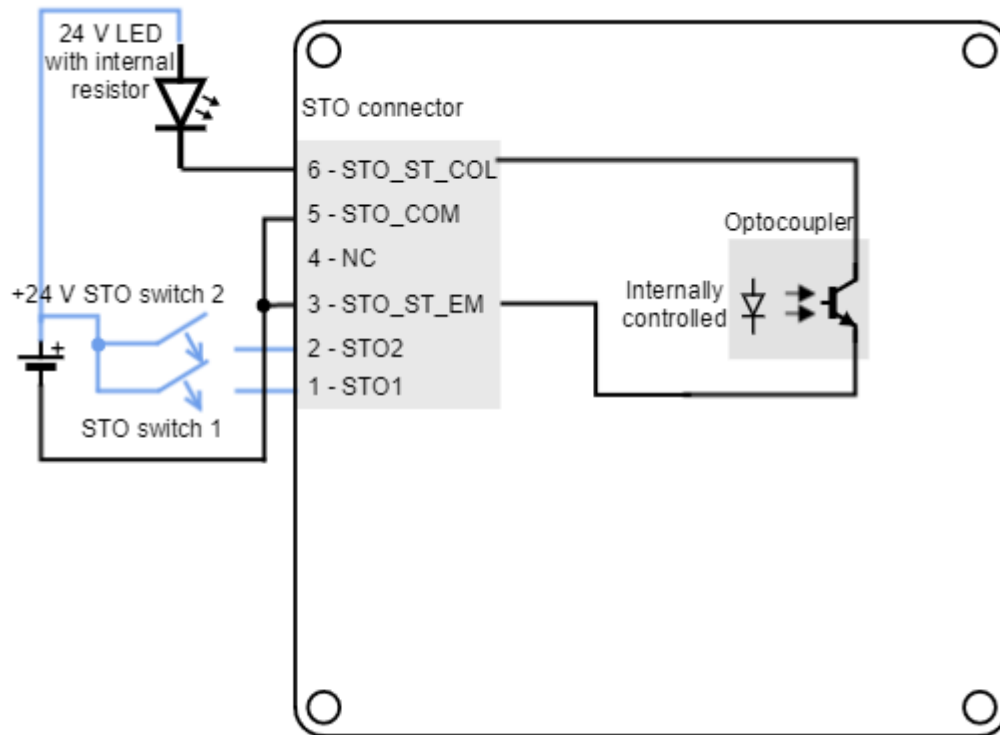 24 V LED
with internal
resistor
STO connector
6 - STO_ST_COL
5 - STO_COM
4 - NC
3 - STO_ST_EM
2 - STO2
1 - STO1
Optocoupler
Internally
controlled
+24 V STO switch 2
+
STO switch 1